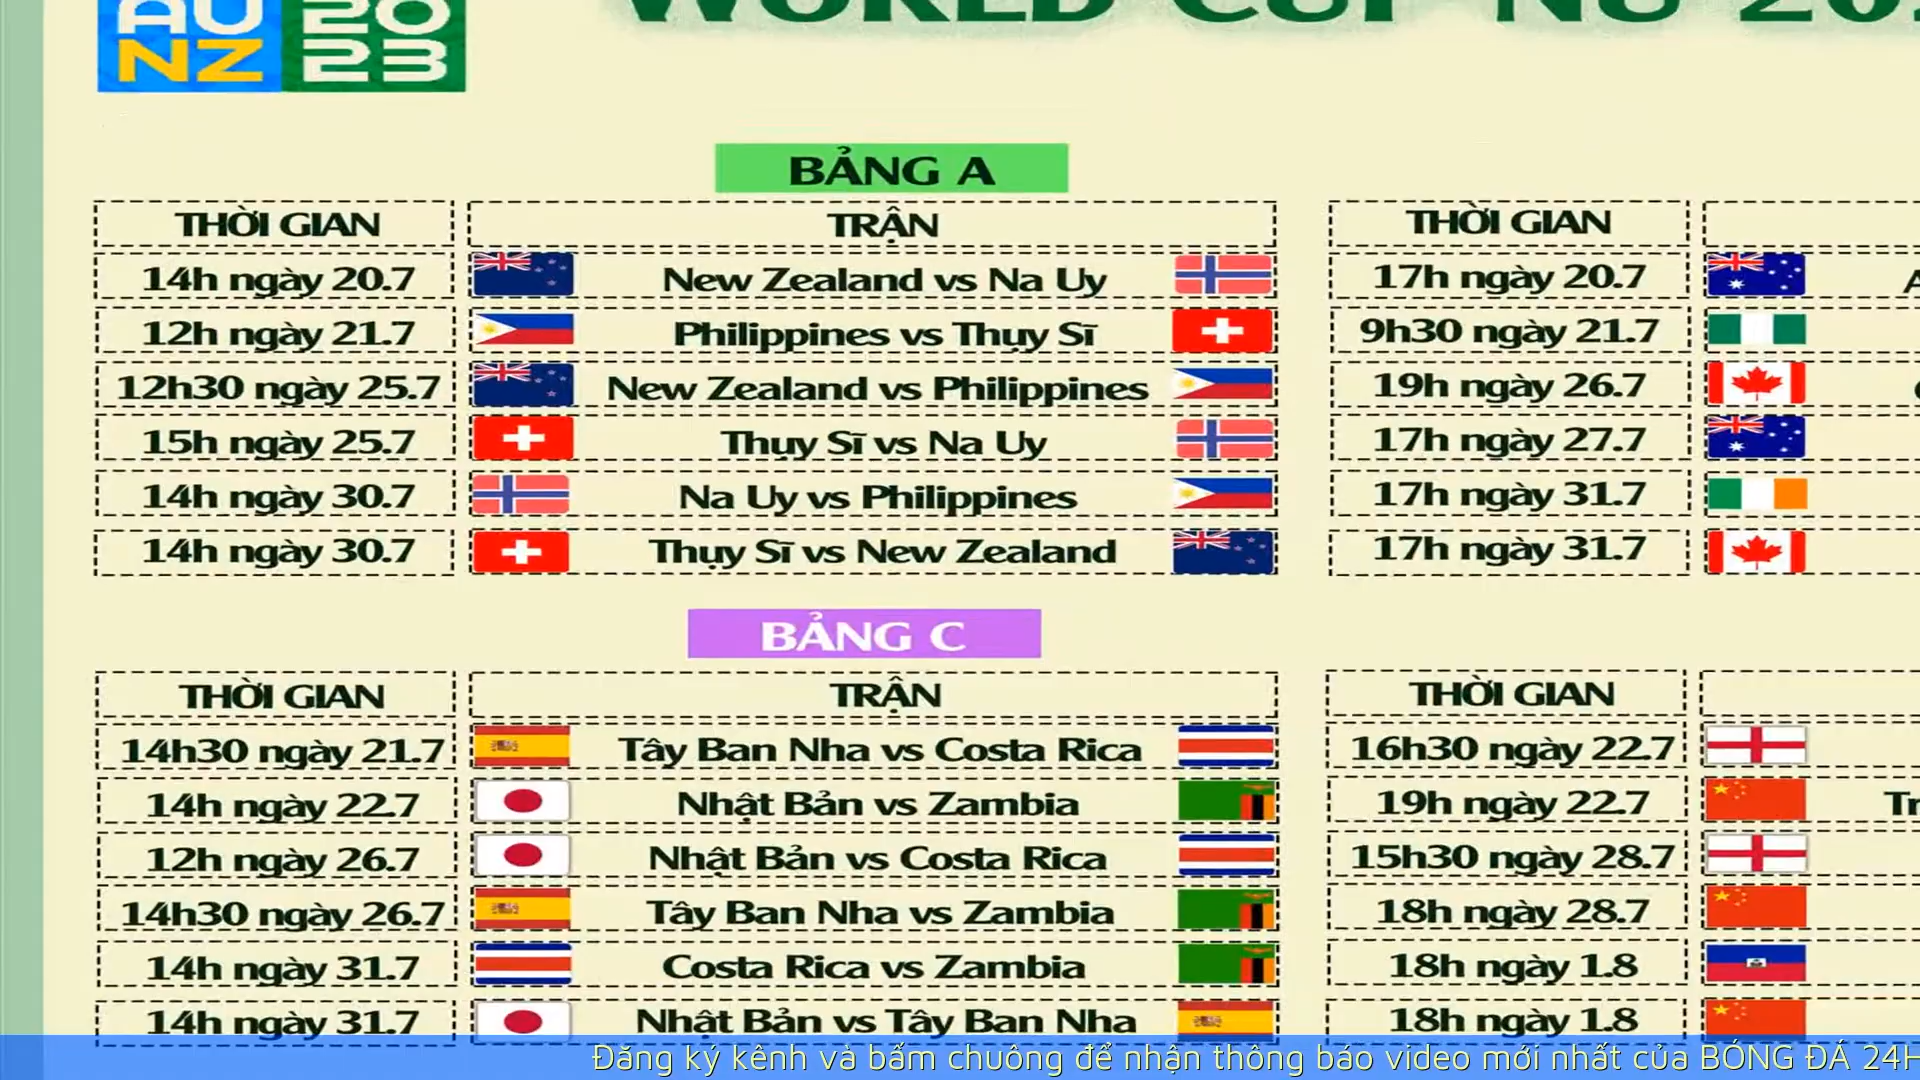 AU 20
NZ 23
WORLD CUP NỮ
BẢNG A
THỜI GIAN TRẬN
14h ngày 20.7 New Zealand vs Na Uy
12h ngày 21.7 Philippines vs Thụy Sĩ
12h30 ngày 25.7 New Zealand vs Philippines
15h ngày 25.7 Thụy Sĩ vs Na Uy
14h ngày 30.7 Na Uy vs Philippines
14h ngày 30.7 Thụy Sĩ vs New Zealand
THỜI GIAN
17h ngày 20.7
9h30 ngày 21.7
19h ngày 26.7
17h ngày 27.7
17h ngày 31.7
17h ngày 31.7
BẢNG C
THỜI GIAN TRẬN
14h30 ngày 21.7 Tây Ban Nha vs Costa Rica
14h ngày 22.7 Nhật Bản vs Zambia
12h ngày 26.7 Nhật Bản vs Costa Rica
14h30 ngày 26.7 Tây Ban Nha vs Zambia
14h ngày 31.7 Costa Rica vs Zambia
14h ngày 31.7 Nhật Bản vs Tây Ban Nha
THỜI GIAN
16h30 ngày 22.7
19h ngày 22.7
15h30 ngày 28.7
18h ngày 28.7
18h ngày 1.8
18h ngày 1.8
Đăng ký kênh và bấm chuông để nhận thông báo video mới nhất của BÓNG ĐÁ 24H